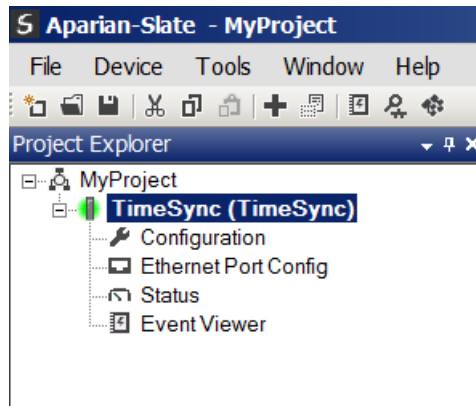 Aparian-Slate - MyProject
File Device Tools Window Help
Project Explorer
MyProject
TimeSync (TimeSync)
Configuration
Ethernet Port Config
Status
Event Viewer